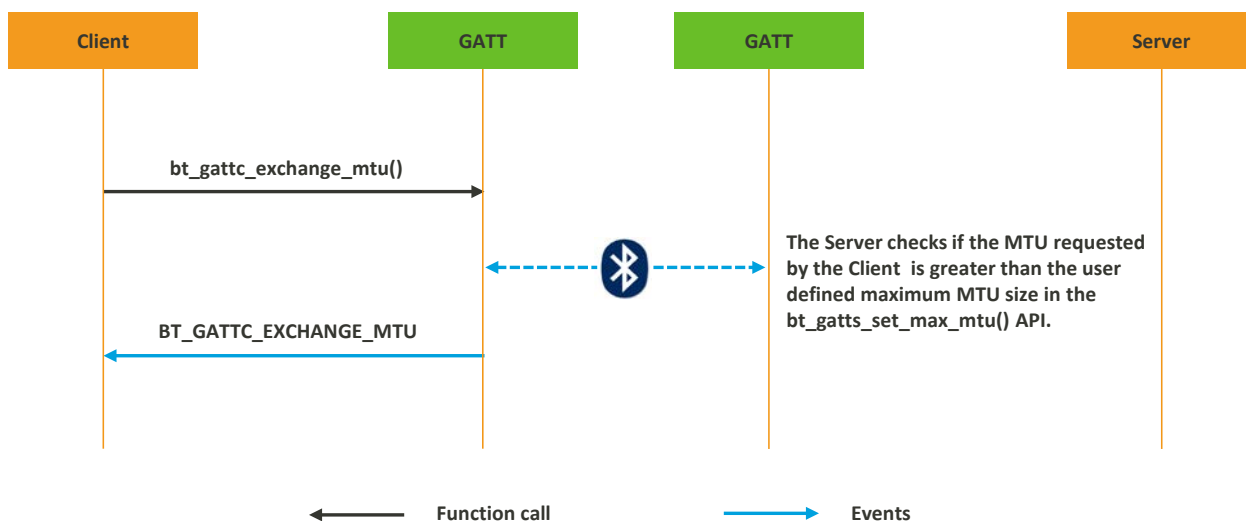 Client
GATT
GATT
Server
bt_gattc_exchange_mtu()
The Server checks if the MTU requested
by the Client is greater than the user
defined maximum MTU size in the
bt_gatts_set_max_mtu() API.
BT_GATTC_EXCHANGE_MTU
Function call
Events